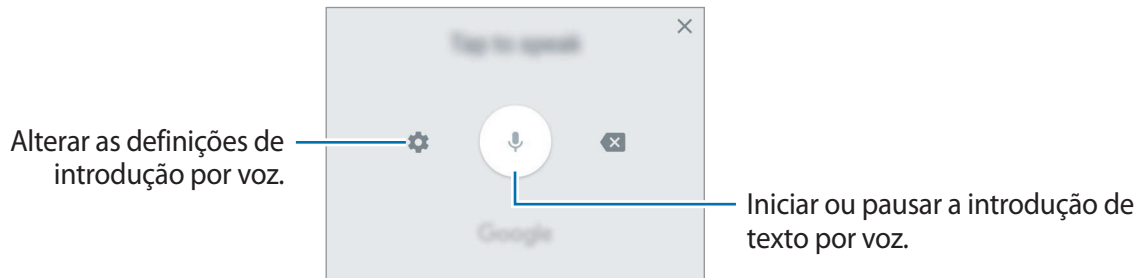 Tap to speak
Alterar as definições de
introdução por voz.
Iniciar ou pausar a introdução de
texto por voz.
Google